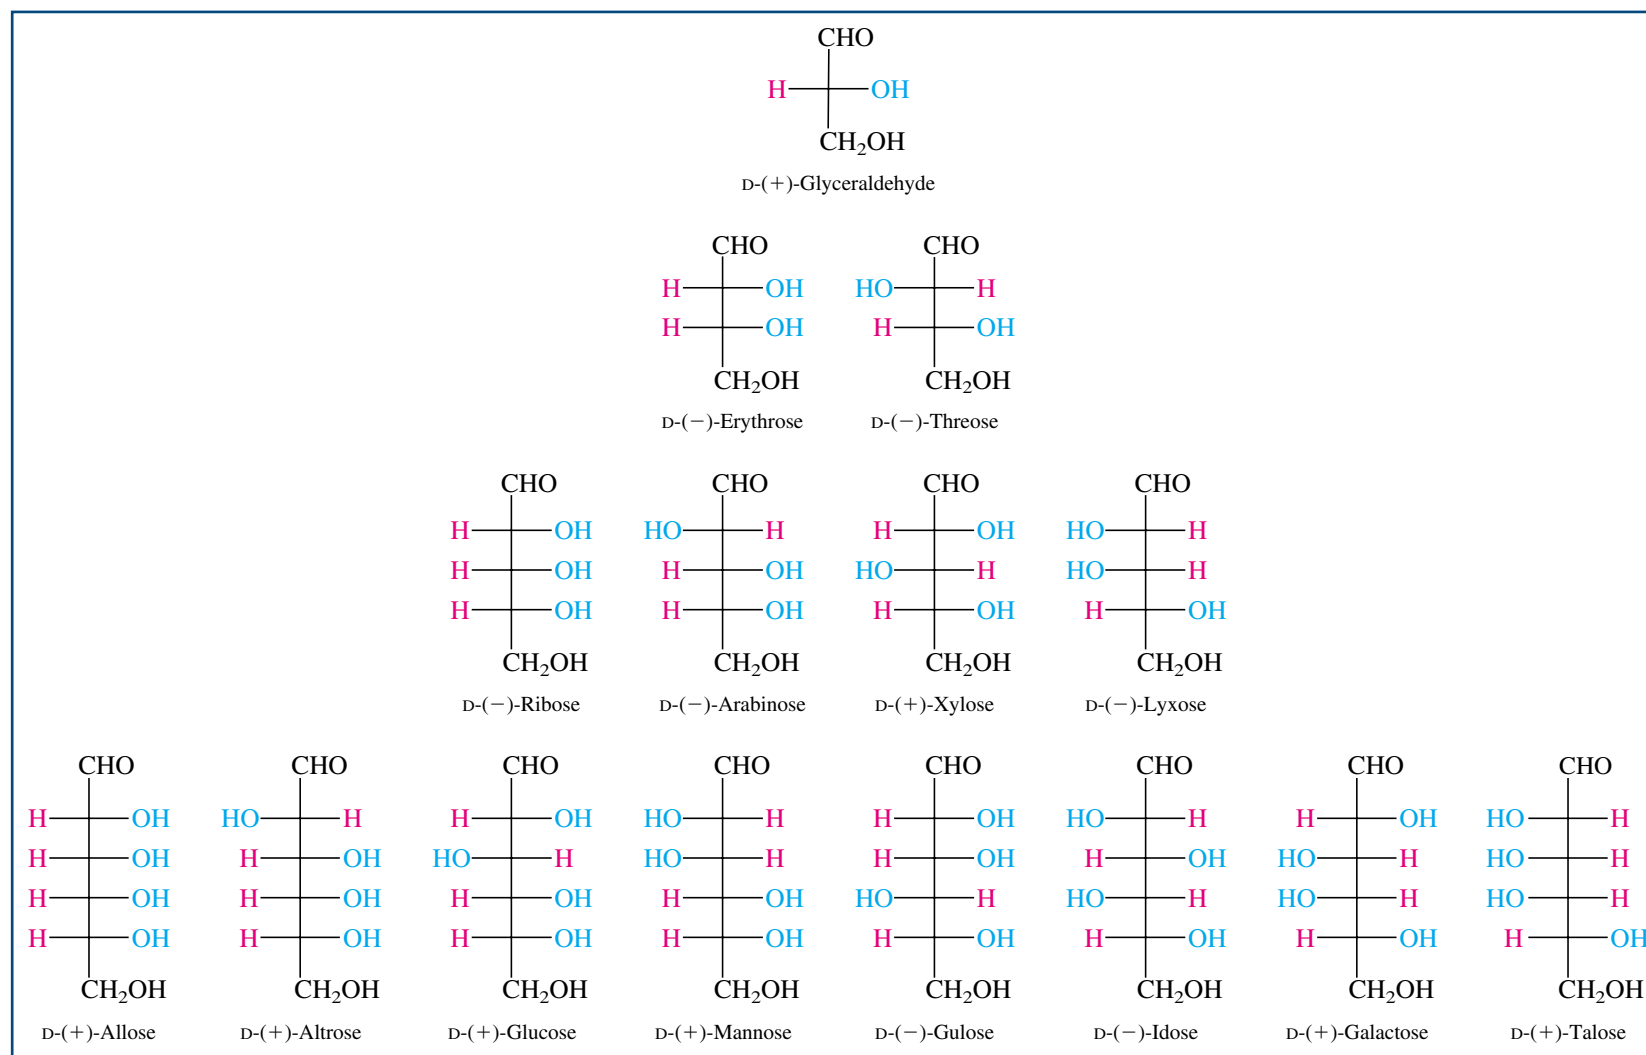 CHO
H OH
CH₂OH
D-(+)-Glyceraldehyde
CHO CHO
H OH HO H
H OH H OH
CH₂OH CH₂OH
D-(−)-Erythrose D-(−)-Threose
CHO CHO CHO CHO
H OH HO H H OH HO H
H OH H OH HO H HO H
H OH H OH H OH H OH
CH₂OH CH₂OH CH₂OH CH₂OH
D-(−)-Ribose D-(−)-Arabinose D-(+)-Xylose D-(−)-Lyxose
CHO CHO CHO CHO CHO CHO CHO CHO
H OH HO H H OH HO H H OH HO H H OH HO H
H OH H OH HO H HO H H OH H OH HO H HO H
H OH H OH H OH H OH HO H HO H HO H HO H
H OH H OH H OH H OH H OH H OH H OH H OH
CH₂OH CH₂OH CH₂OH CH₂OH CH₂OH CH₂OH CH₂OH CH₂OH
D-(+)-Allose D-(+)-Altrose D-(+)-Glucose D-(+)-Mannose D-(−)-Gulose D-(−)-Idose D-(+)-Galactose D-(+)-Talose